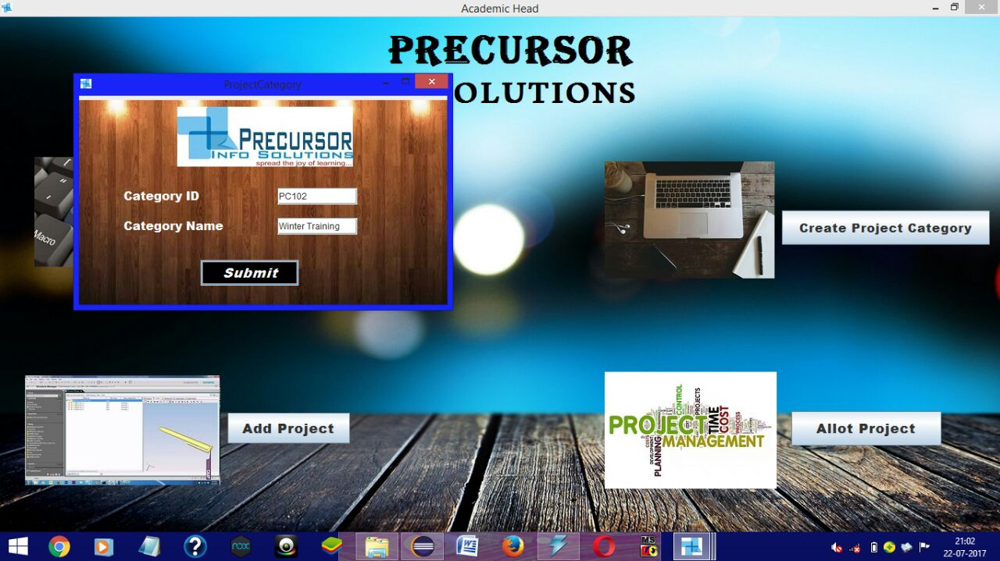 Academic Head
PRECURSOR
OLUTIONS
ProjectCategory
PRECURSOR
INFO SOLUTIONS
spread the joy of learning...
Category ID
PC102
Category Name
Winter Training
Submit
Macro
Create Project Category
Add Project
PROJECT
MANAGEMENT
TIME
COST
CONTROL
PROJECTS
PROCESS
PLANNING
DEVELOPMENT
Allot Project
nox
MS
21:02
22-07-2017